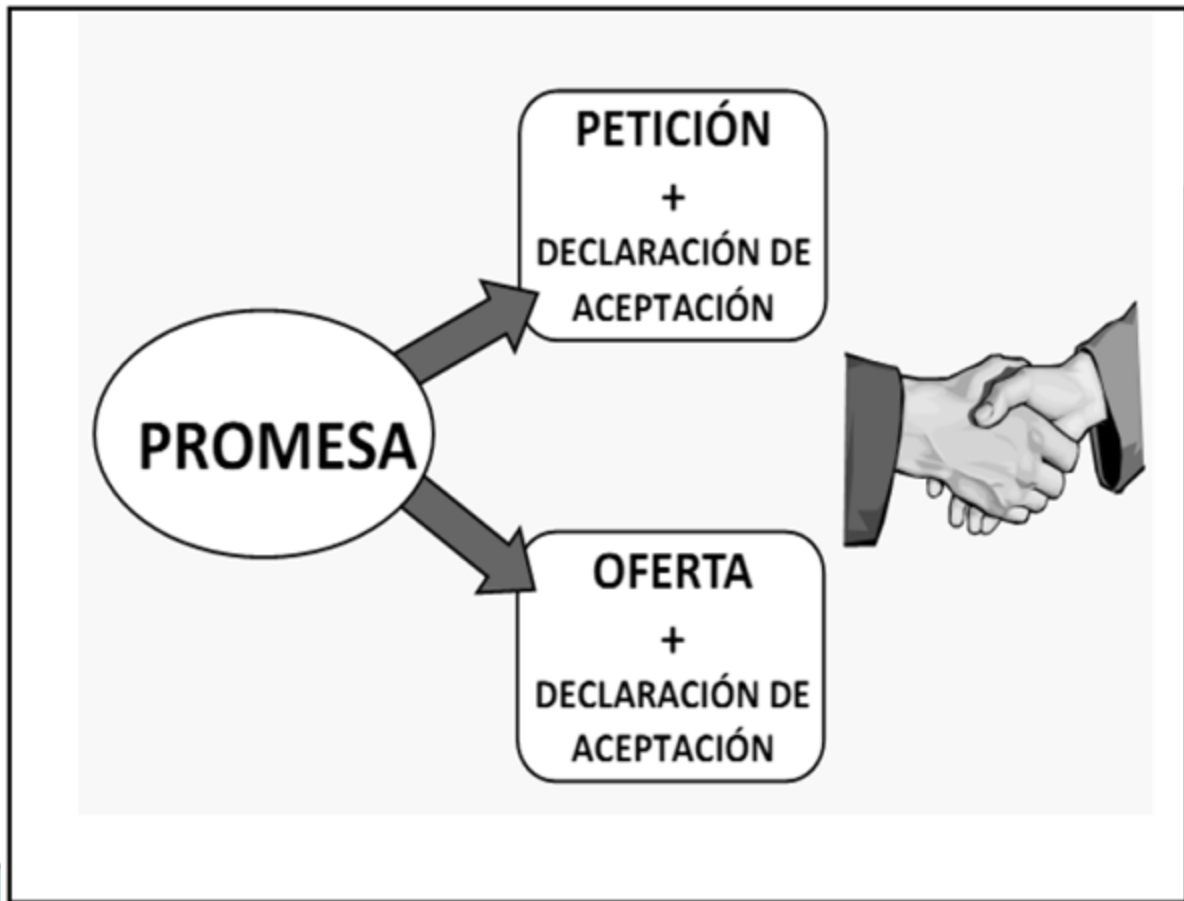 PROMESA
PETICIÓN
+
DECLARACIÓN DE
ACEPTACIÓN
OFERTA
+
DECLARACIÓN DE
ACEPTACIÓN